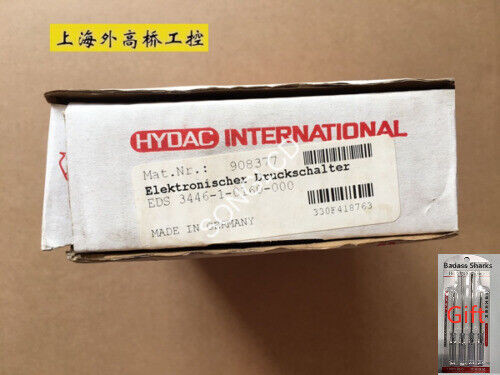 上海外高桥工控
HYDAC INTERNATIONAL
Mat.Nr.: 908377
Elektronischer Druckschalter
EDS 3446-1-0160-000
330F418763
MADE IN GERMANY
Badass Sharks
Gift